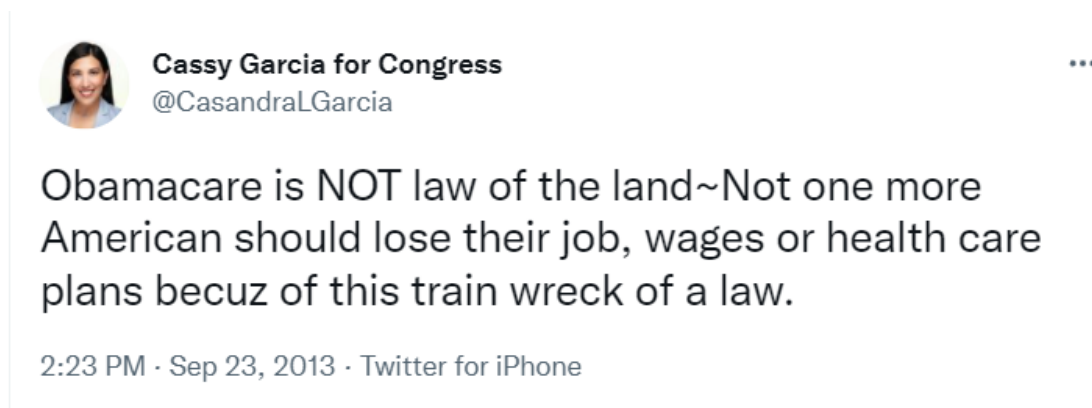 Cassy Garcia for Congress
@CasandraLGarcia
Obamacare is NOT law of the land~Not one more
American should lose their job, wages or health care
plans becuz of this train wreck of a law.
2:23 PM · Sep 23, 2013 · Twitter for iPhone